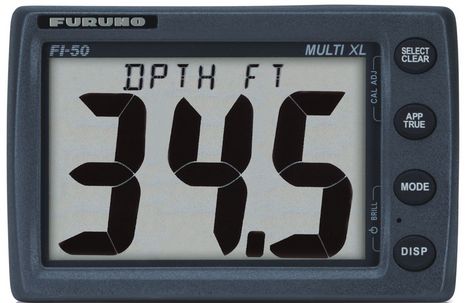 FURUNO
FI-50 MULTI XL
DPTH FT
34.5
CAL ADJ
BRILL
SELECT
CLEAR
APP
TRUE
MODE
DISP